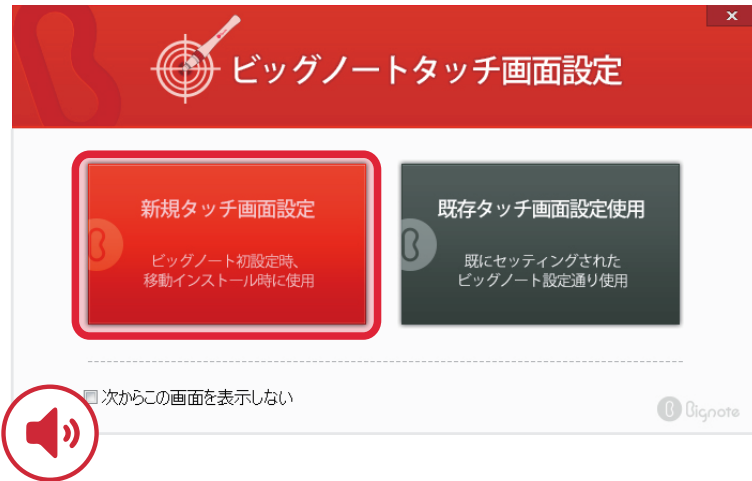 ビッグノートタッチ画面設定
新規タッチ画面設定
ビッグノート初設定時、
移動インストール時に使用
既存タッチ画面設定使用
既にセッティングされた
ビッグノート設定通り使用
次からこの画面を表示しない
Bignote